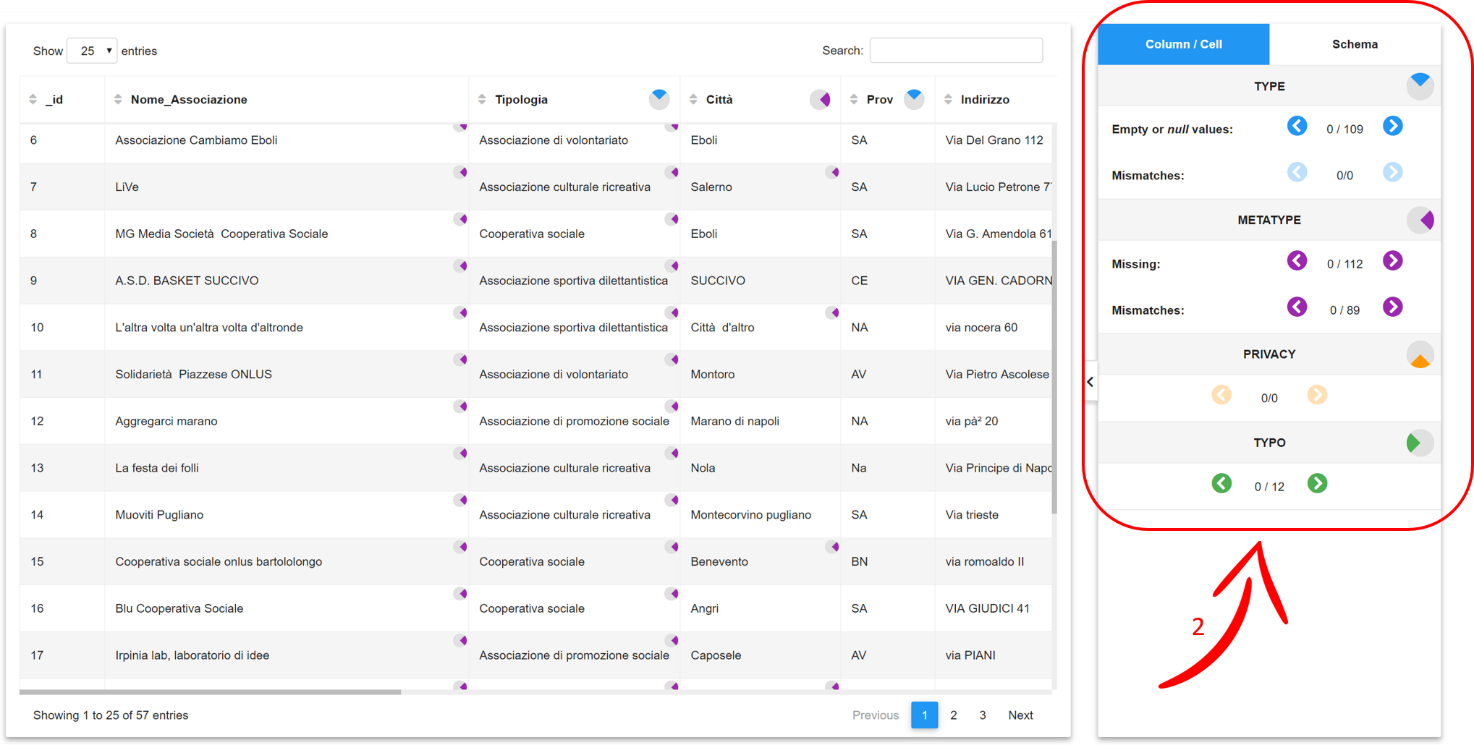 Show 25 entries Search:
_id Nome_Associazione Tipologia Città Prov Indirizzo
6 Associazione Cambiamo Eboli Associazione di volontariato Eboli SA Via Del Grano 112
7 LiVe Associazione culturale ricreativa Salerno SA Via Lucio Petrone 7
8 MG Media Società  Cooperativa Sociale Cooperativa sociale Eboli SA Via G. Amendola 61
9 A.S.D. BASKET SUCCIVO Associazione sportiva dilettantistica SUCCIVO CE VIA GEN. CADORN
10 L'altra volta un'altra volta d'altronde Associazione sportiva dilettantistica Città  d'altro NA via nocera 60
11 Solidarietà  Piazzese ONLUS Associazione di volontariato Montoro AV Via Pietro Ascolese
12 Aggregarci marano Associazione di promozione sociale Marano di napoli NA via pà² 20
13 La festa dei folli Associazione culturale ricreativa Nola Na Via Principe di Napo
14 Muoviti Pugliano Associazione culturale ricreativa Montecorvino pugliano SA Via trieste
15 Cooperativa sociale onlus bartololongo Cooperativa sociale Benevento BN via romoaldo II
16 Blu Cooperativa Sociale Cooperativa sociale Angri SA VIA GIUDICI 41
17 Irpinia lab, laboratorio di idee Associazione di promozione sociale Caposele AV via PIANI
Showing 1 to 25 of 57 entries Previous 1 2 3 Next
Column / Cell Schema
TYPE
Empty or null values: 0 / 109
Mismatches: 0/0
METATYPE
Missing: 0 / 112
Mismatches: 0 / 89
PRIVACY
0/0
TYPO
0 / 12
2